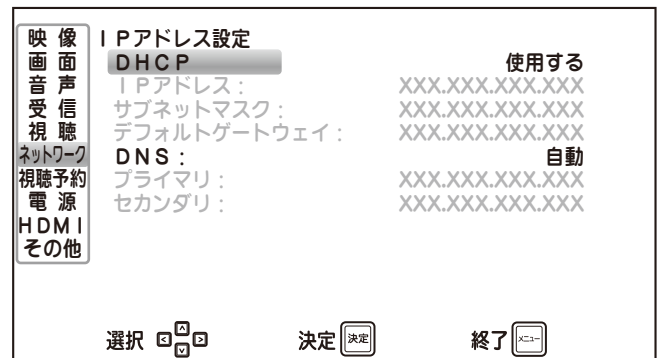 映像
画面
音声
受信
視聴
ネットワーク
視聴予約
電源
HDMI
その他
IPアドレス設定
DHCP 使用する
IPアドレス: XXX.XXX.XXX.XXX
サブネットマスク: XXX.XXX.XXX.XXX
デフォルトゲートウェイ: XXX.XXX.XXX.XXX
DNS: 自動
プライマリ: XXX.XXX.XXX.XXX
セカンダリ: XXX.XXX.XXX.XXX
選択 決定 決定 終了 メニュー